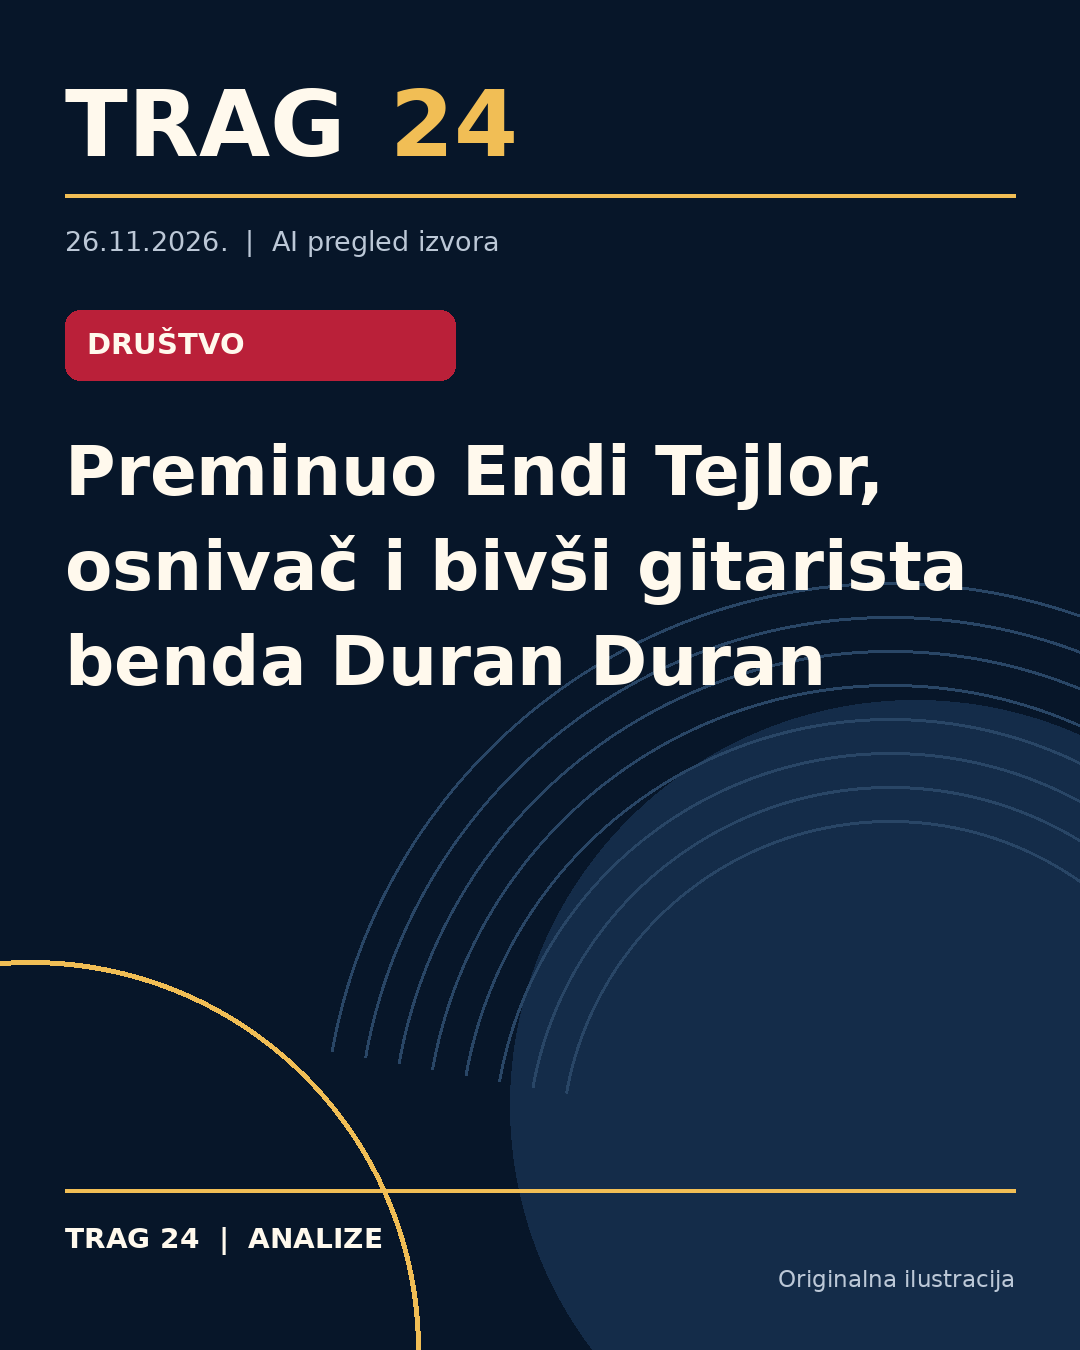 TRAG 24
26.11.2026. | AI pregled izvora
DRUŠTVO
Preminuo Endi Tejlor,
osnivač i bivši gitarista
benda Duran Duran
TRAG 24 | ANALIZE
Originalna ilustracija